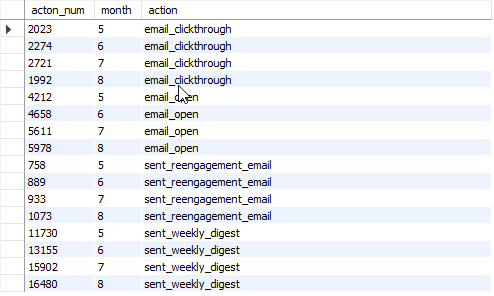 acton_num month action
2023 5 email_clickthrough
2274 6 email_clickthrough
2721 7 email_clickthrough
1992 8 email_clickthrough
4212 5 email_open
4658 6 email_open
5611 7 email_open
5978 8 email_open
758 5 sent_reengagement_email
889 6 sent_reengagement_email
933 7 sent_reengagement_email
1073 8 sent_reengagement_email
11730 5 sent_weekly_digest
13155 6 sent_weekly_digest
15902 7 sent_weekly_digest
16480 8 sent_weekly_digest